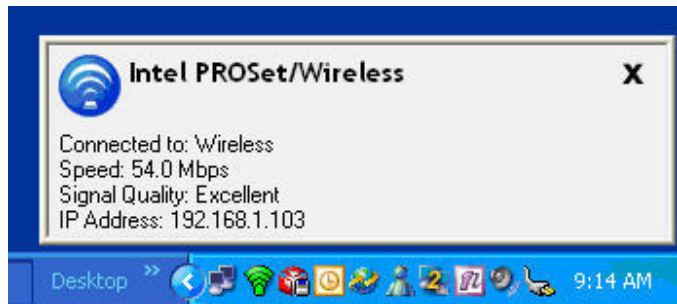 Intel PROSet/Wireless X
Connected to: Wireless
Speed: 54.0 Mbps
Signal Quality: Excellent
IP Address: 192.168.1.103
Desktop » 9:14 AM